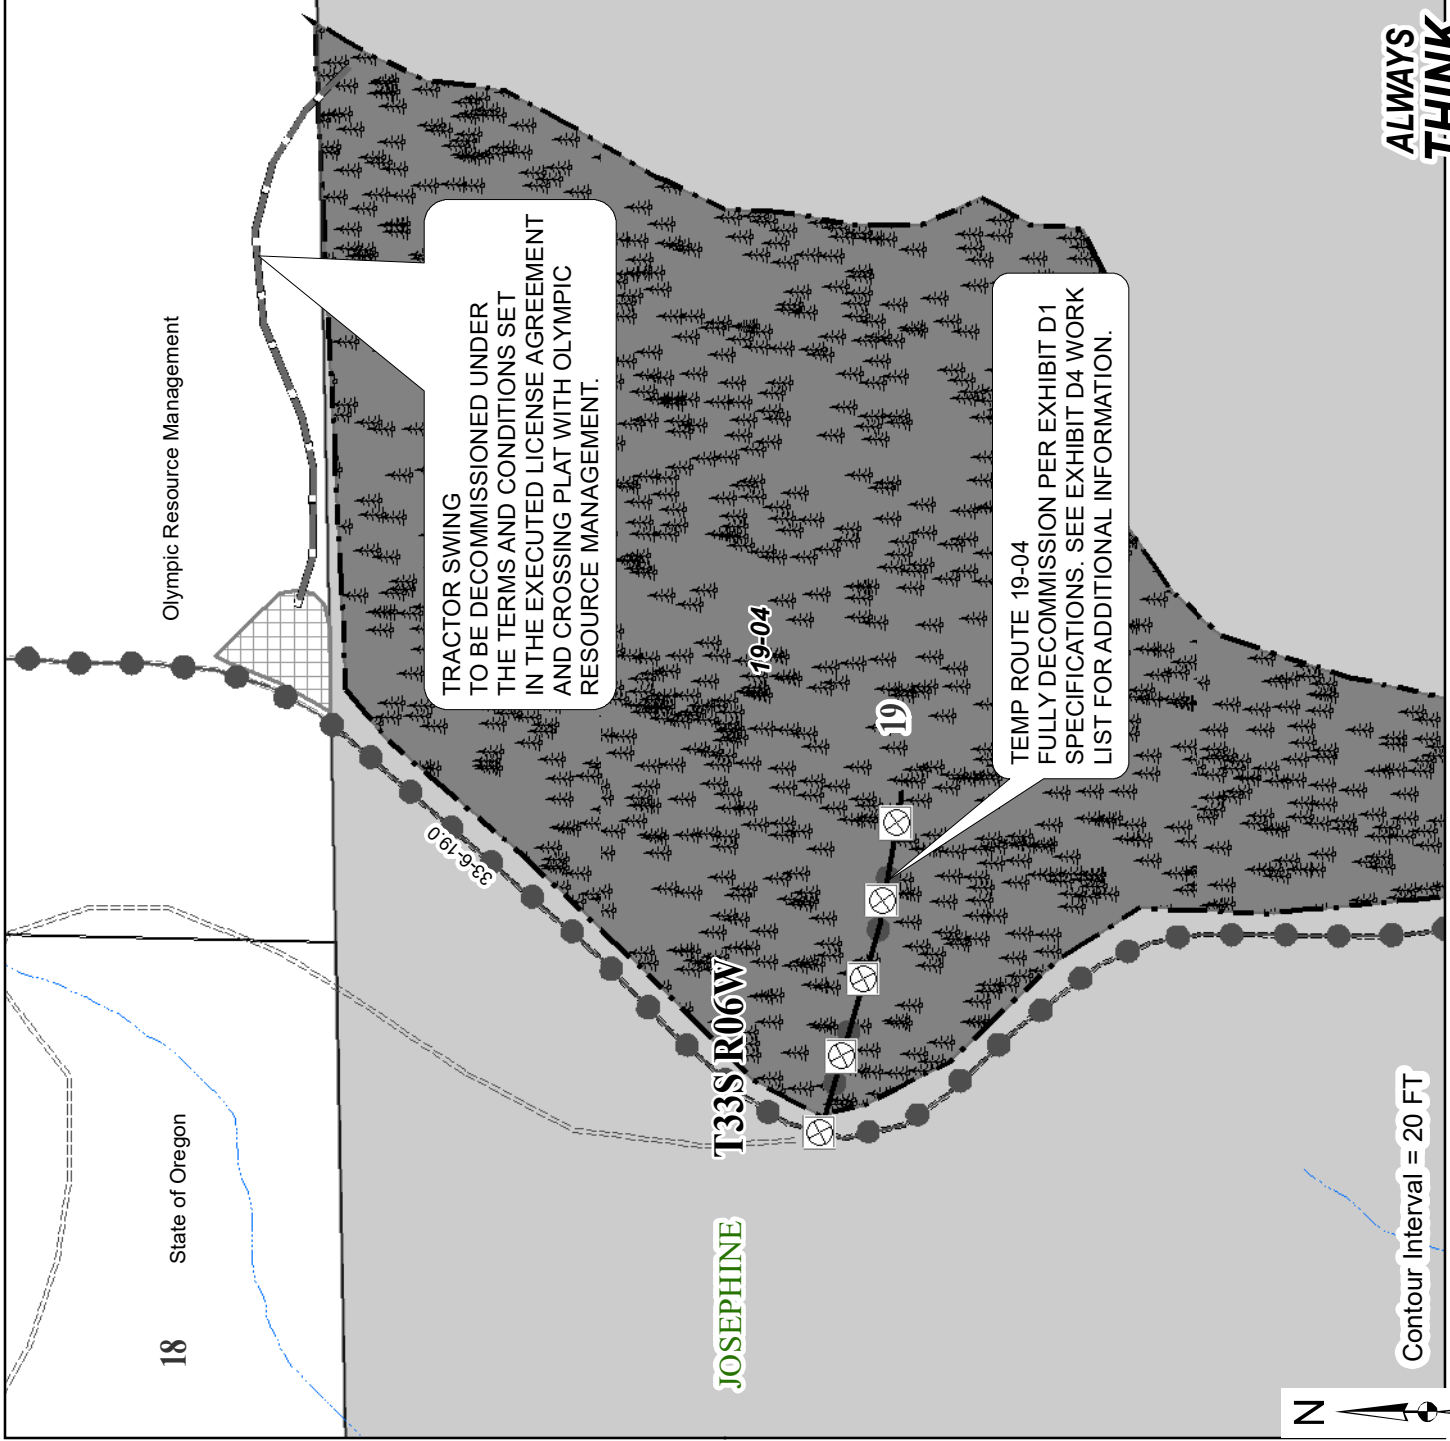 18
State of Oregon
Olympic Resource Management
33-6-19.0
TRACTOR SWING
TO BE DECOMMISSIONED UNDER
THE TERMS AND CONDITIONS SET
IN THE EXECUTED LICENSE AGREEMENT
AND CROSSING PLAT WITH OLYMPIC
RESOURCE MANAGEMENT.
JOSEPHINE
T33S R06W
19-04
19
TEMP ROUTE 19-04
FULLY DECOMMISSION PER EXHIBIT D1
SPECIFICATIONS. SEE EXHIBIT D4 WORK
LIST FOR ADDITIONAL INFORMATION.
N
Contour Interval = 20 FT
ALWAYS
THINK